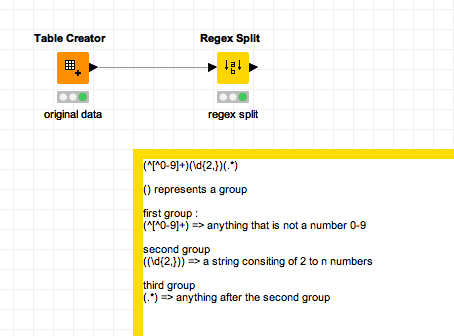 Table Creator
Regex Split
original data
regex split
(^[^0-9]+)(\d{2,})(.*)
() represents a group
first group :
(^[^0-9]+) => anything that is not a number 0-9
second group
((\d{2,})) => a string consiting of 2 to n numbers
third group
(.*) => anything after the second group